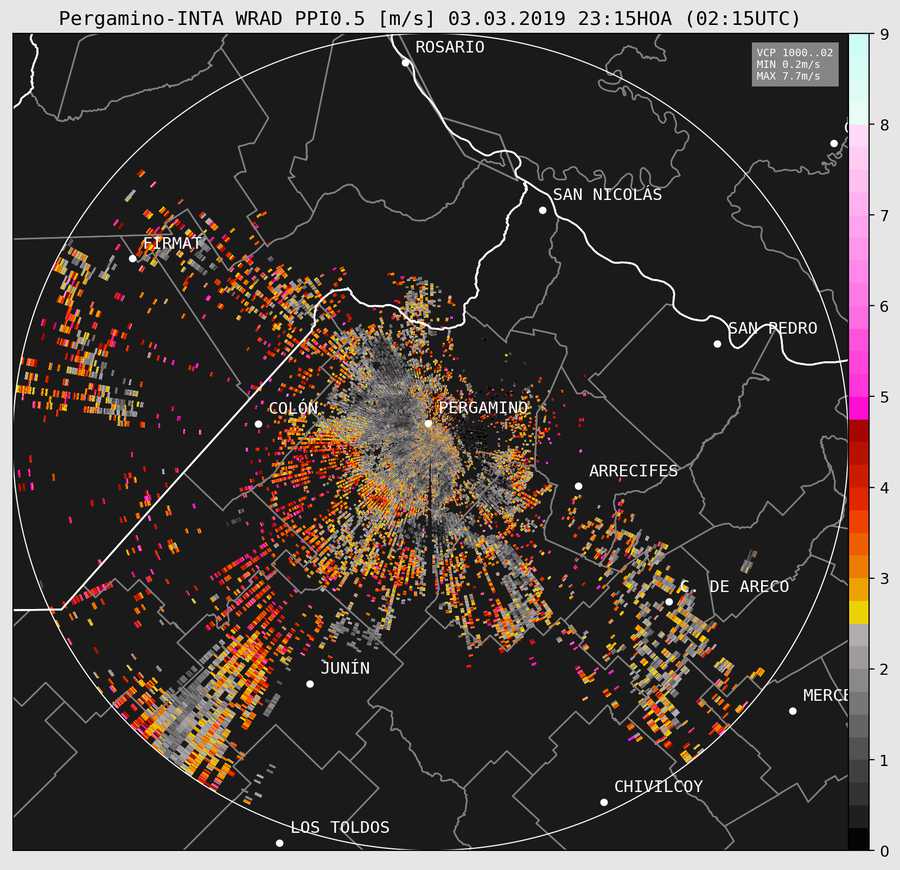 Pergamino-INTA WRAD PPI0.5 [m/s] 03.03.2019 23:15HOA (02:15UTC)
ROSARIO
VCP 1000..02
MIN 0.2m/s
MAX 7.7m/s
SAN NICOLÁS
FIRMAT
SAN PEDRO
COLÓN
PERGAMINO
ARRECIFES
C. DE ARECO
JUNÍN
MERCE
CHIVILCOY
LOS TOLDOS
9
8
7
6
5
4
3
2
1
0